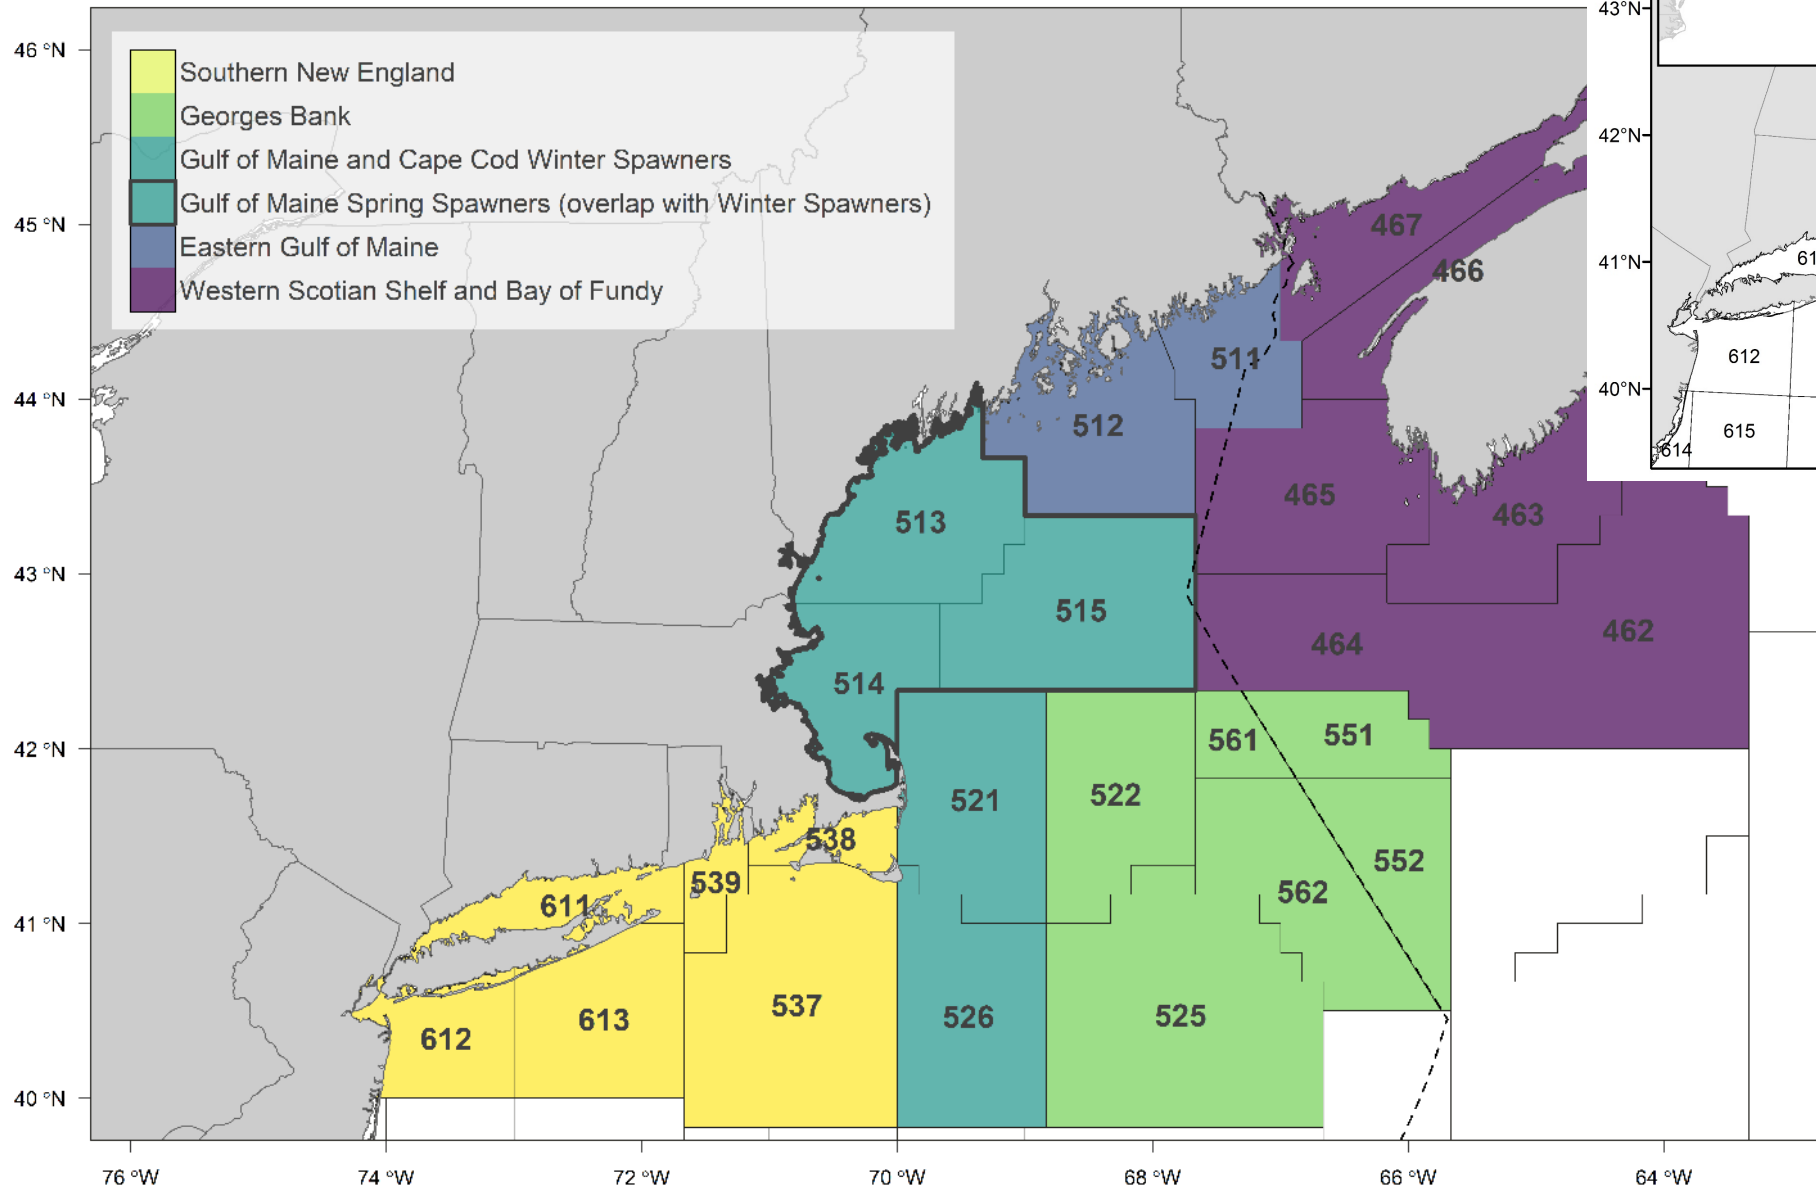 46 °N
45 °N
44 °N
43 °N
42 °N
41 °N
40 °N
Southern New England
Georges Bank
Gulf of Maine and Cape Cod Winter Spawners
Gulf of Maine Spring Spawners (overlap with Winter Spawners)
Eastern Gulf of Maine
Western Scotian Shelf and Bay of Fundy
467
466
511
512
465
463
513
515
464
462
514
561
551
521
522
538
539
552
562
611
537
526
525
613
612
76 °W
74 °W
72 °W
70 °W
68 °W
66 °W
64 °W
43°N
42°N
41°N
40°N
61
612
615
614